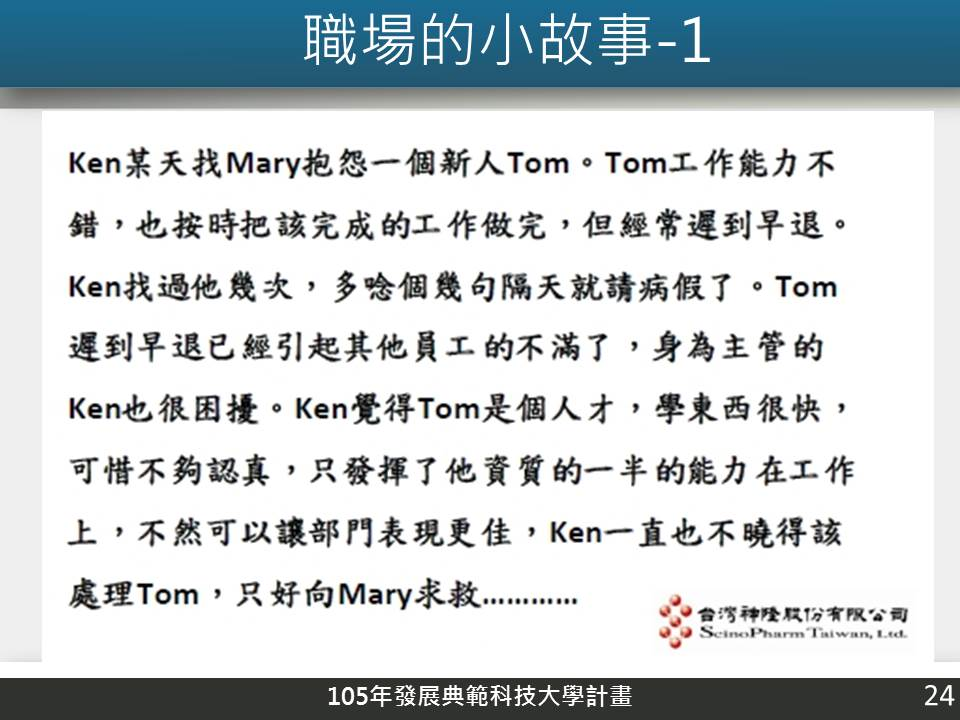 職場的小故事-1
Ken某天找Mary抱怨一個新人Tom。Tom工作能力不
錯，也按時把該完成的工作做完，但經常遲到早退。
Ken找過他幾次，多唸個幾句隔天就請病假了。Tom
遲到早退已經引起其他員工的不滿了，身為主管的
Ken也很困擾。Ken覺得Tom是個人才，學東西很快，
可惜不夠認真，只發揮了他資質的一半的能力在工作
上，不然可以讓部門表現更佳，Ken一直也不曉得該
處理Tom，只好向Mary求救…………
台灣神隆股份有限公司
ScinoPharm Taiwan, Ltd.
105年發展典範科技大學計畫
24